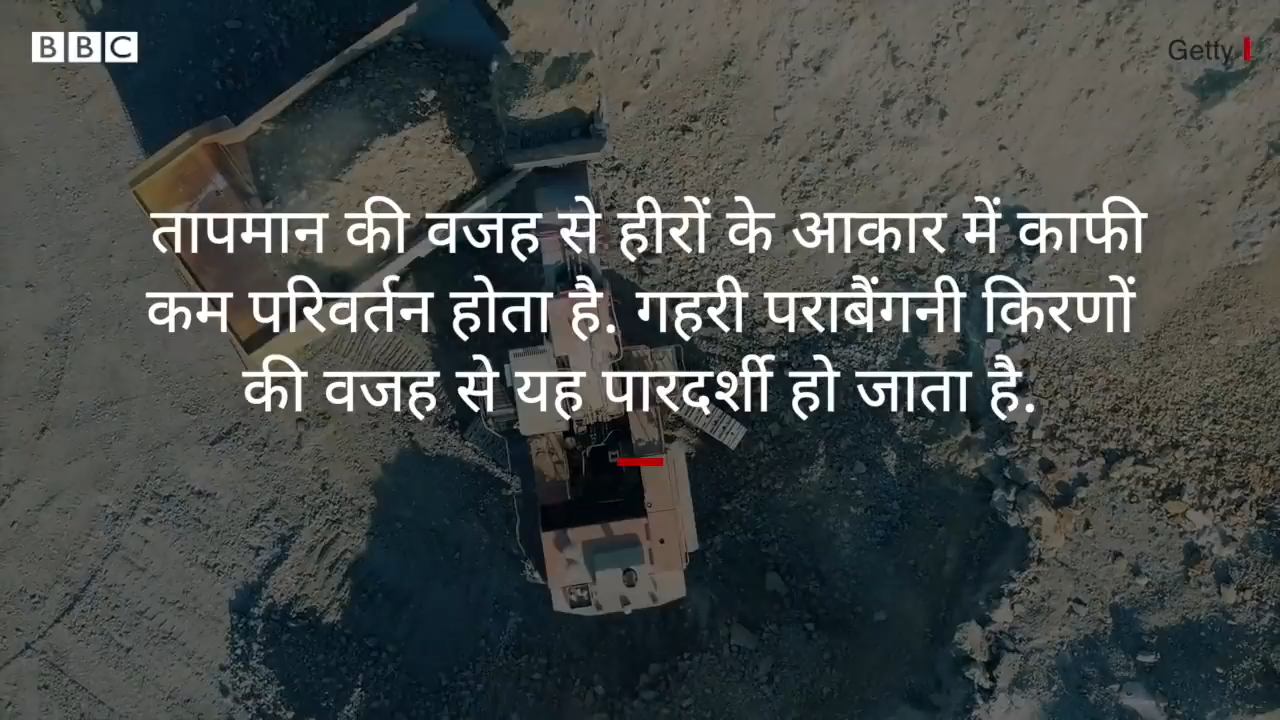 BBC
Getty
तापमान की वजह से हीरों के आकार में काफी
कम परिवर्तन होता है. गहरी पराबैंगनी किरणों
की वजह से यह पारदर्शी हो जाता है.